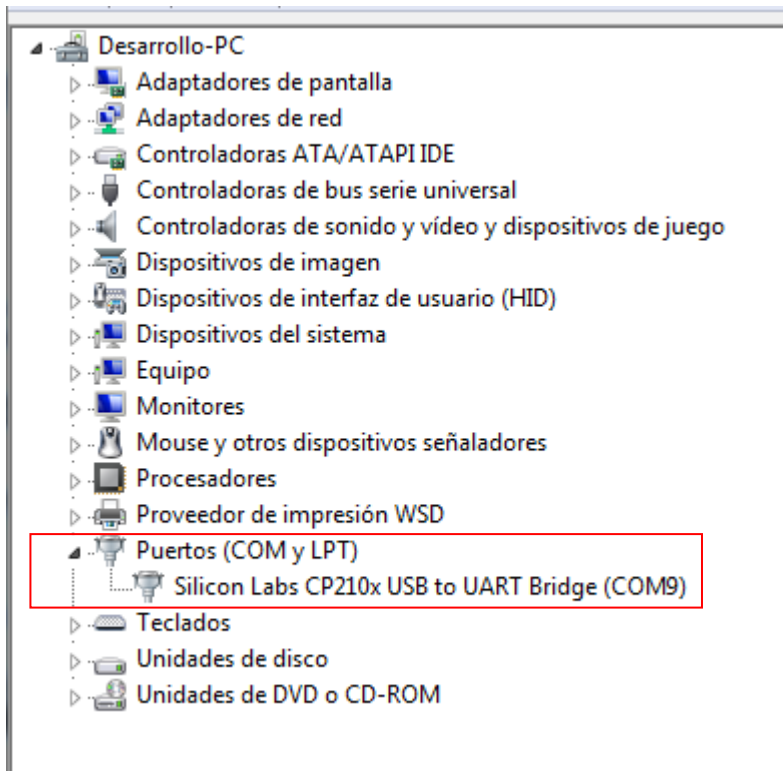 Desarrollo-PC
Adaptadores de pantalla
Adaptadores de red
Controladoras ATA/ATAPI IDE
Controladoras de bus serie universal
Controladoras de sonido y vídeo y dispositivos de juego
Dispositivos de imagen
Dispositivos de interfaz de usuario (HID)
Dispositivos del sistema
Equipo
Monitores
Mouse y otros dispositivos señaladores
Procesadores
Proveedor de impresión WSD
Puertos (COM y LPT)
Silicon Labs CP210x USB to UART Bridge (COM9)
Teclados
Unidades de disco
Unidades de DVD o CD-ROM